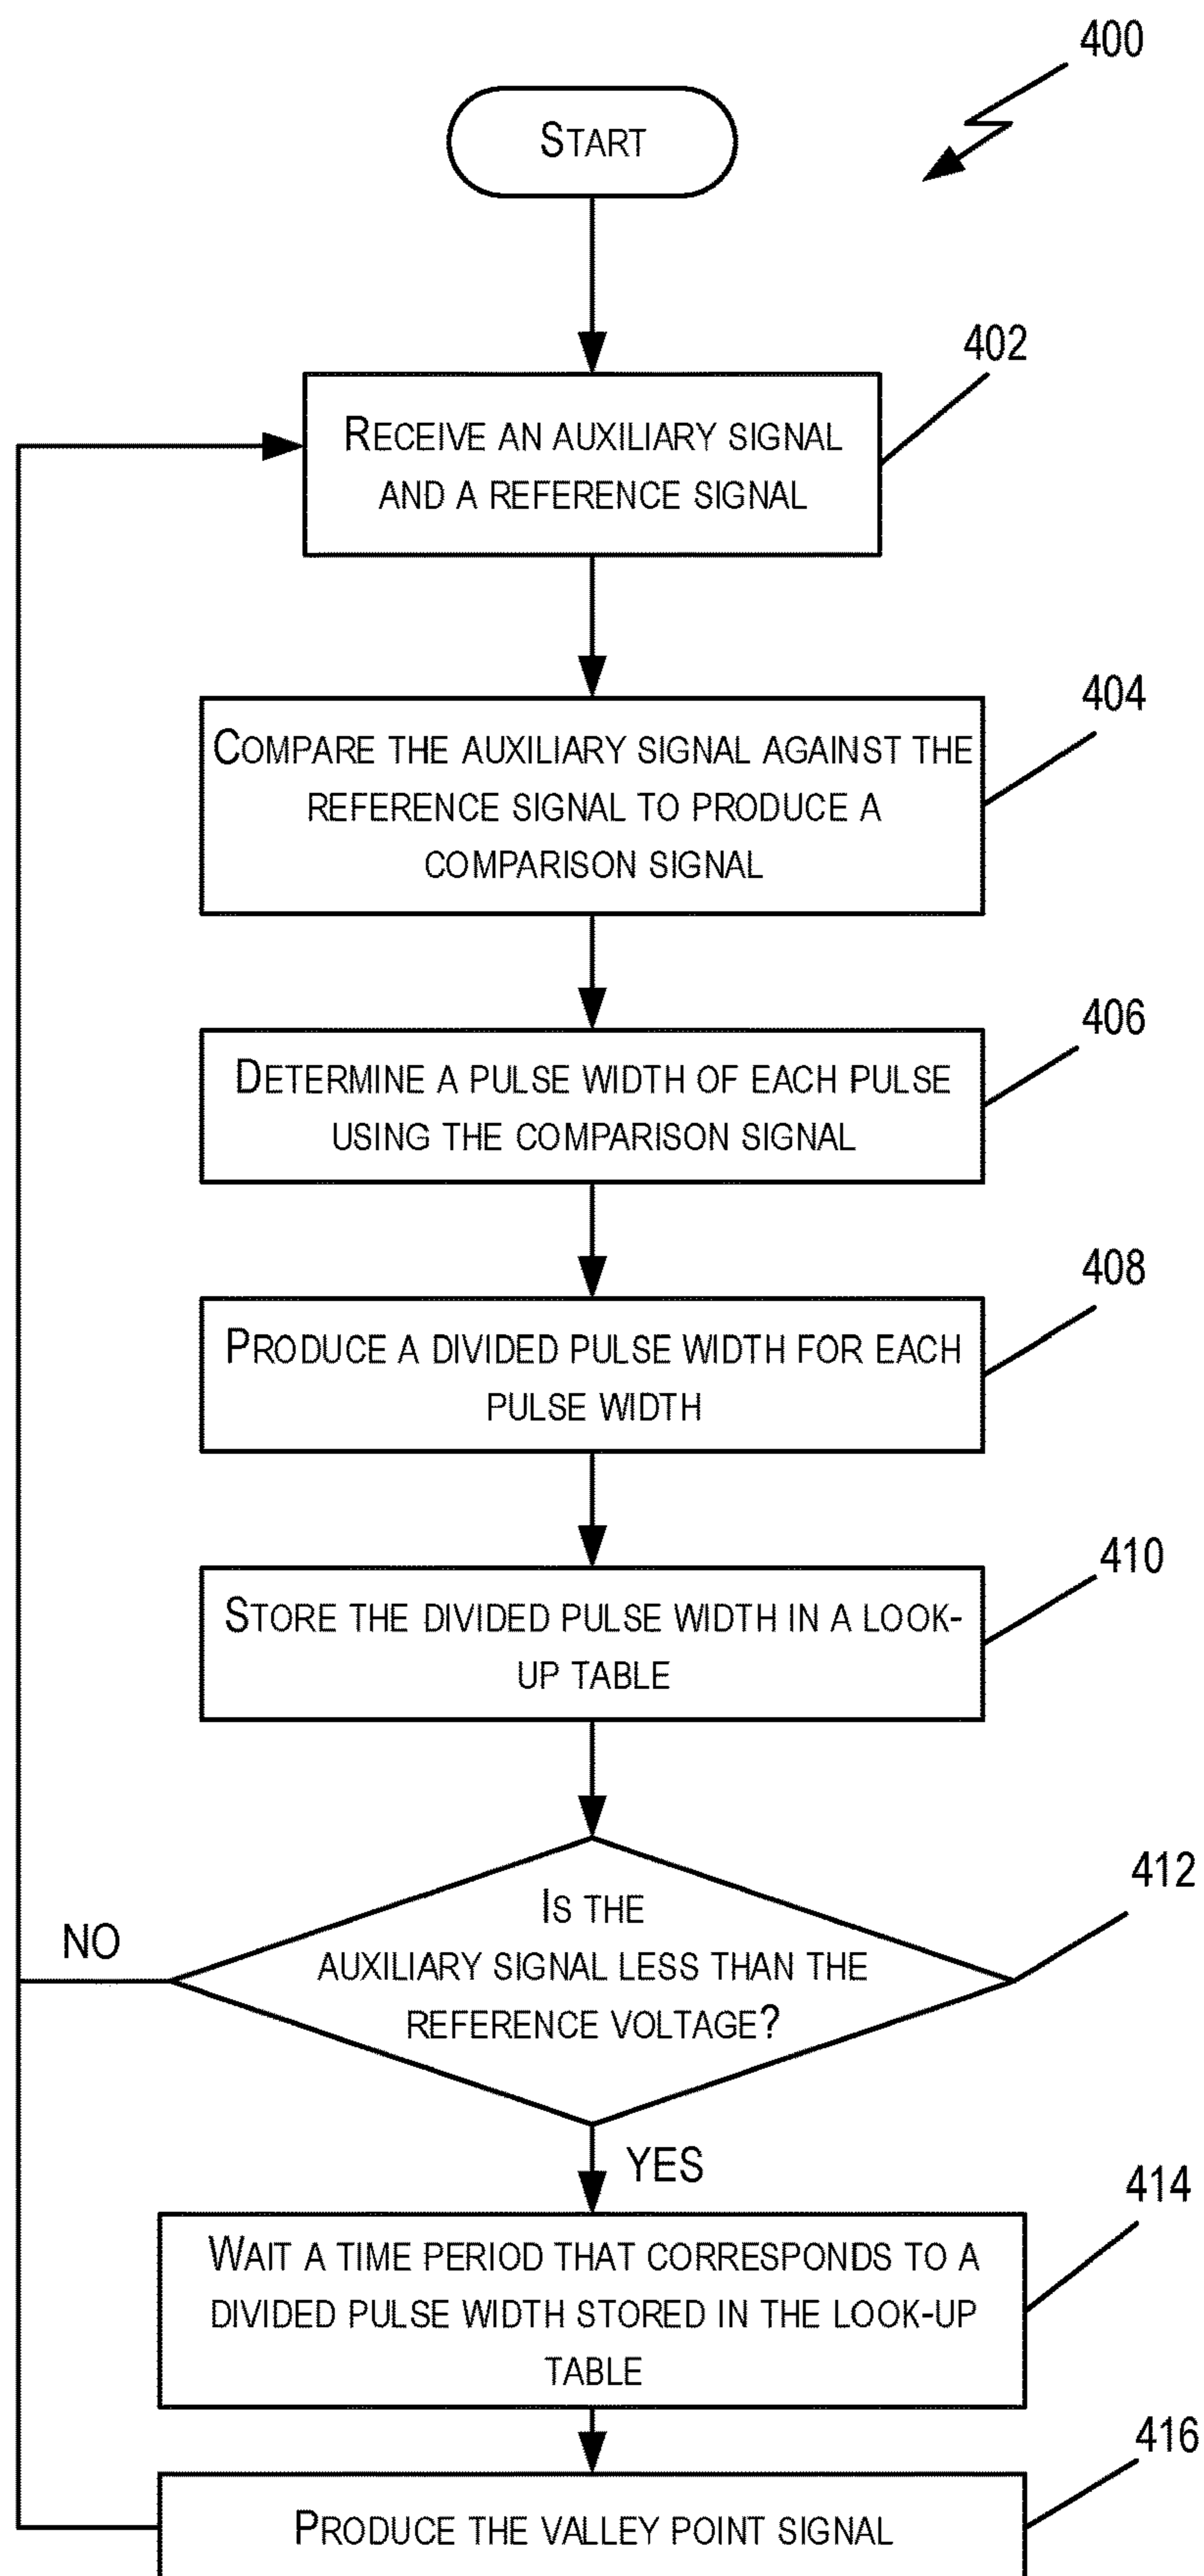 400
START
402
RECEIVE AN AUXILIARY SIGNAL
AND A REFERENCE SIGNAL
404
COMPARE THE AUXILIARY SIGNAL AGAINST THE
REFERENCE SIGNAL TO PRODUCE A
COMPARISON SIGNAL
406
DETERMINE A PULSE WIDTH OF EACH PULSE
USING THE COMPARISON SIGNAL
408
PRODUCE A DIVIDED PULSE WIDTH FOR EACH
PULSE WIDTH
410
STORE THE DIVIDED PULSE WIDTH IN A LOOK-
UP TABLE
412
IS THE
AUXILIARY SIGNAL LESS THAN THE
REFERENCE VOLTAGE?
NO
YES
414
WAIT A TIME PERIOD THAT CORRESPONDS TO A
DIVIDED PULSE WIDTH STORED IN THE LOOK-UP
TABLE
416
PRODUCE THE VALLEY POINT SIGNAL